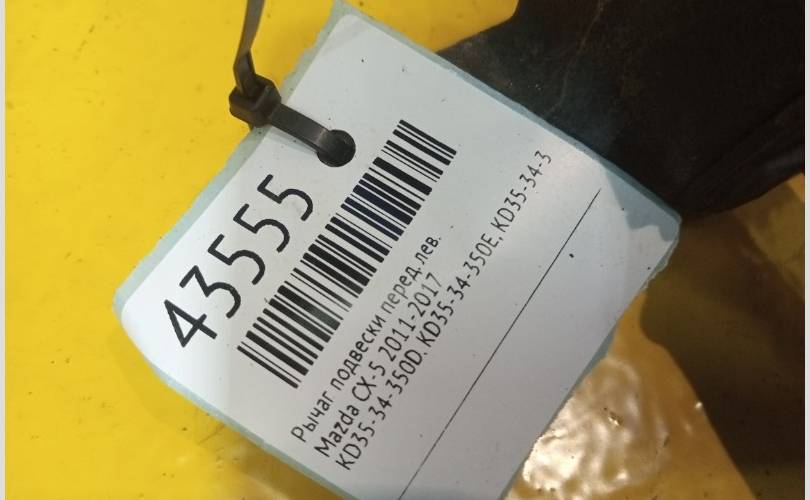 43555
Рычаг подвески перед.лев.
Mazda CX-5 2011-2017
KD35-34-350D, KD35-34-350E, KD35-34-3